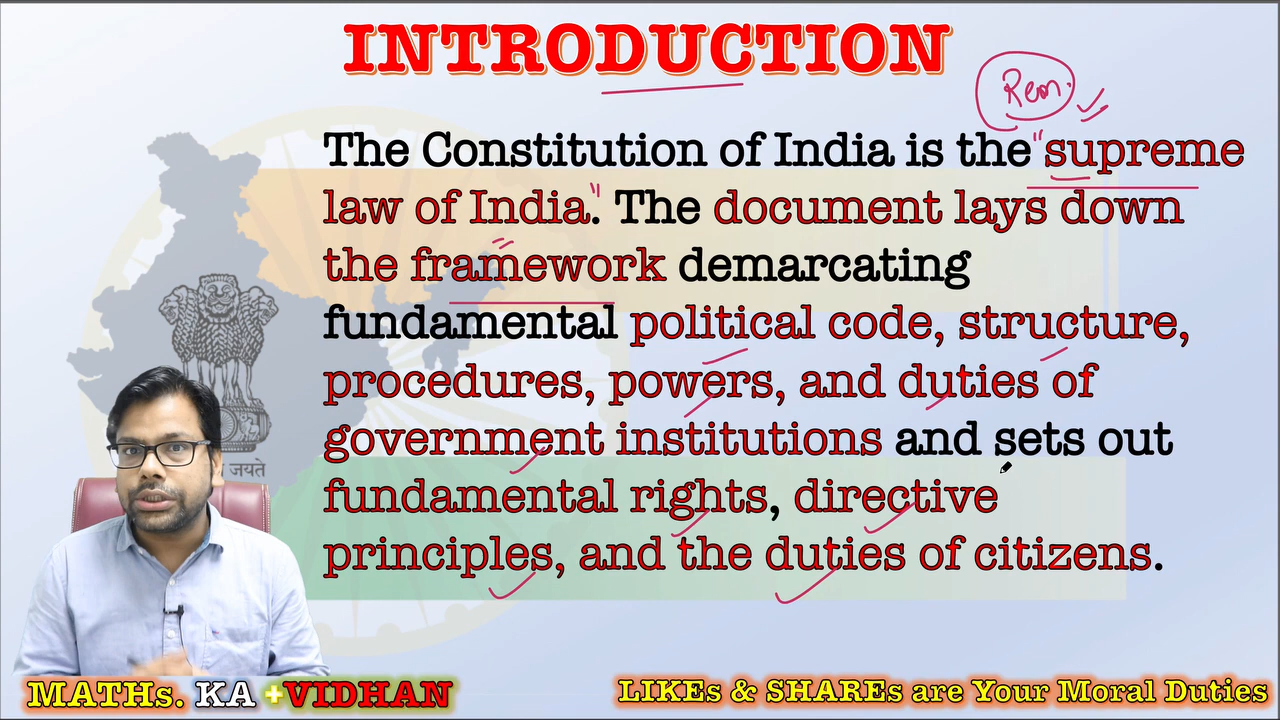 INTRODUCTION
Rem.
The Constitution of India is the "supreme
law of India". The document lays down
the framework demarcating
fundamental political code, structure,
procedures, powers, and duties of
government institutions and sets out
fundamental rights, directive
principles, and the duties of citizens.
जयते
MATHs. KA +VIDHAN
LIKEs & SHAREs are Your Moral Duties